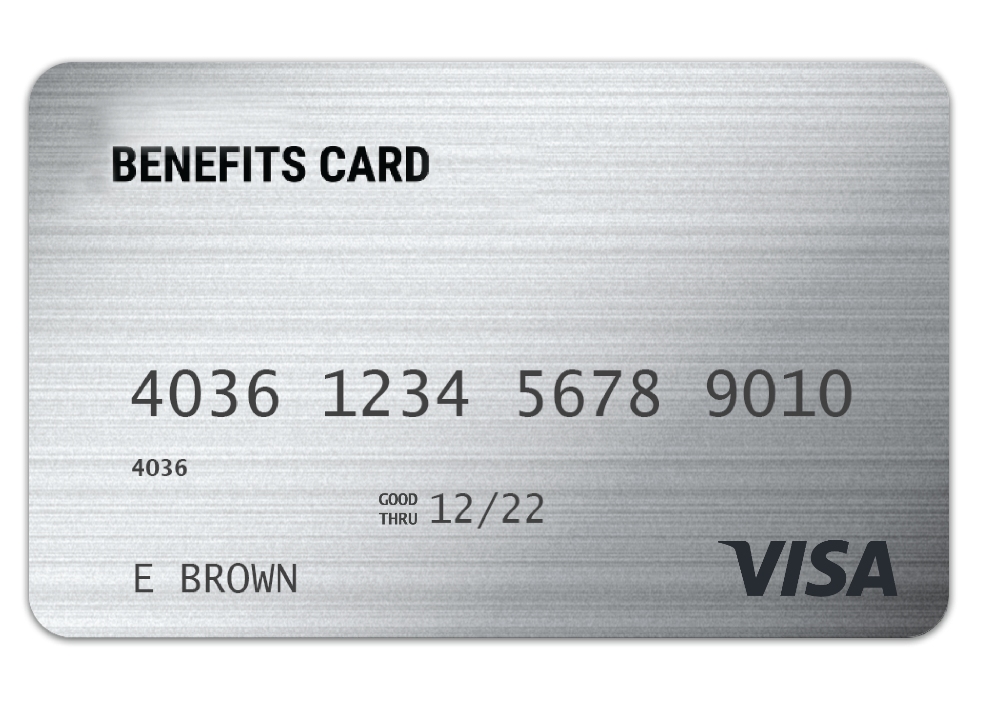 BENEFITS CARD
4036 1234 5678 9010
4036
GOOD
THRU 12/22
E BROWN
VISA